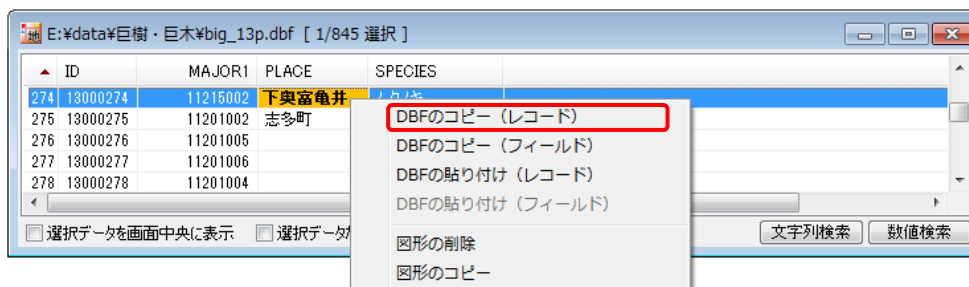 地 E:¥data¥巨樹・巨木¥big_13p.dbf [ 1/845 選択 ]
ID MAJOR1 PLACE SPECIES
274 13000274 11215002 下奥富亀井
275 13000275 11201002 志多町
276 13000276 11201005
277 13000277 11201006
278 13000278 11201004
DBFのコピー（レコード）
DBFのコピー（フィールド）
DBFの貼り付け（レコード）
DBFの貼り付け（フィールド）
図形の削除
図形のコピー
選択データを画面中央に表示 選択データが 文字列検索 数値検索